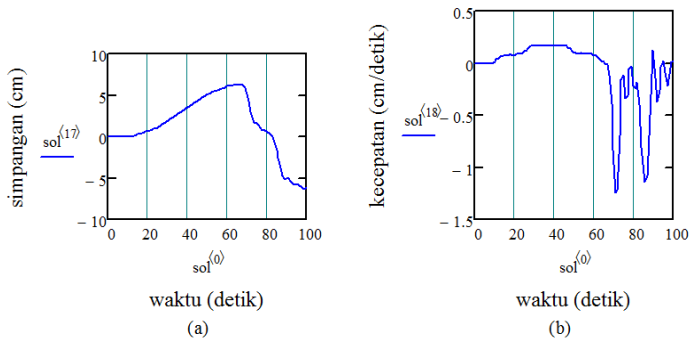 simpangan (cm)
sol⟨17⟩
10
5
0
− 5
− 10
0 20 40 60 80 100
sol⟨0⟩
waktu (detik)
(a)
kecepatan (cm/detik)
sol⟨18⟩
0.5
0
− 0.5
− 1
− 1.5
0 20 40 60 80 100
sol⟨0⟩
waktu (detik)
(b)